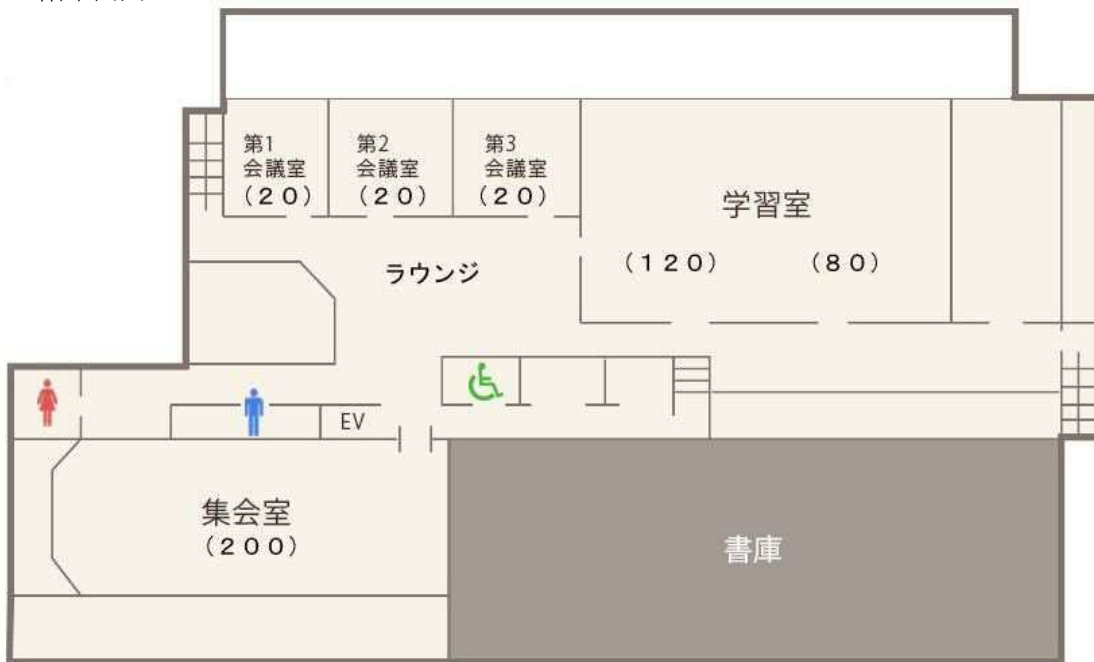 第1
会議室
(20)
第2
会議室
(20)
第3
会議室
(20)
学習室
(120)
(80)
ラウンジ
EV
集会室
(200)
書庫